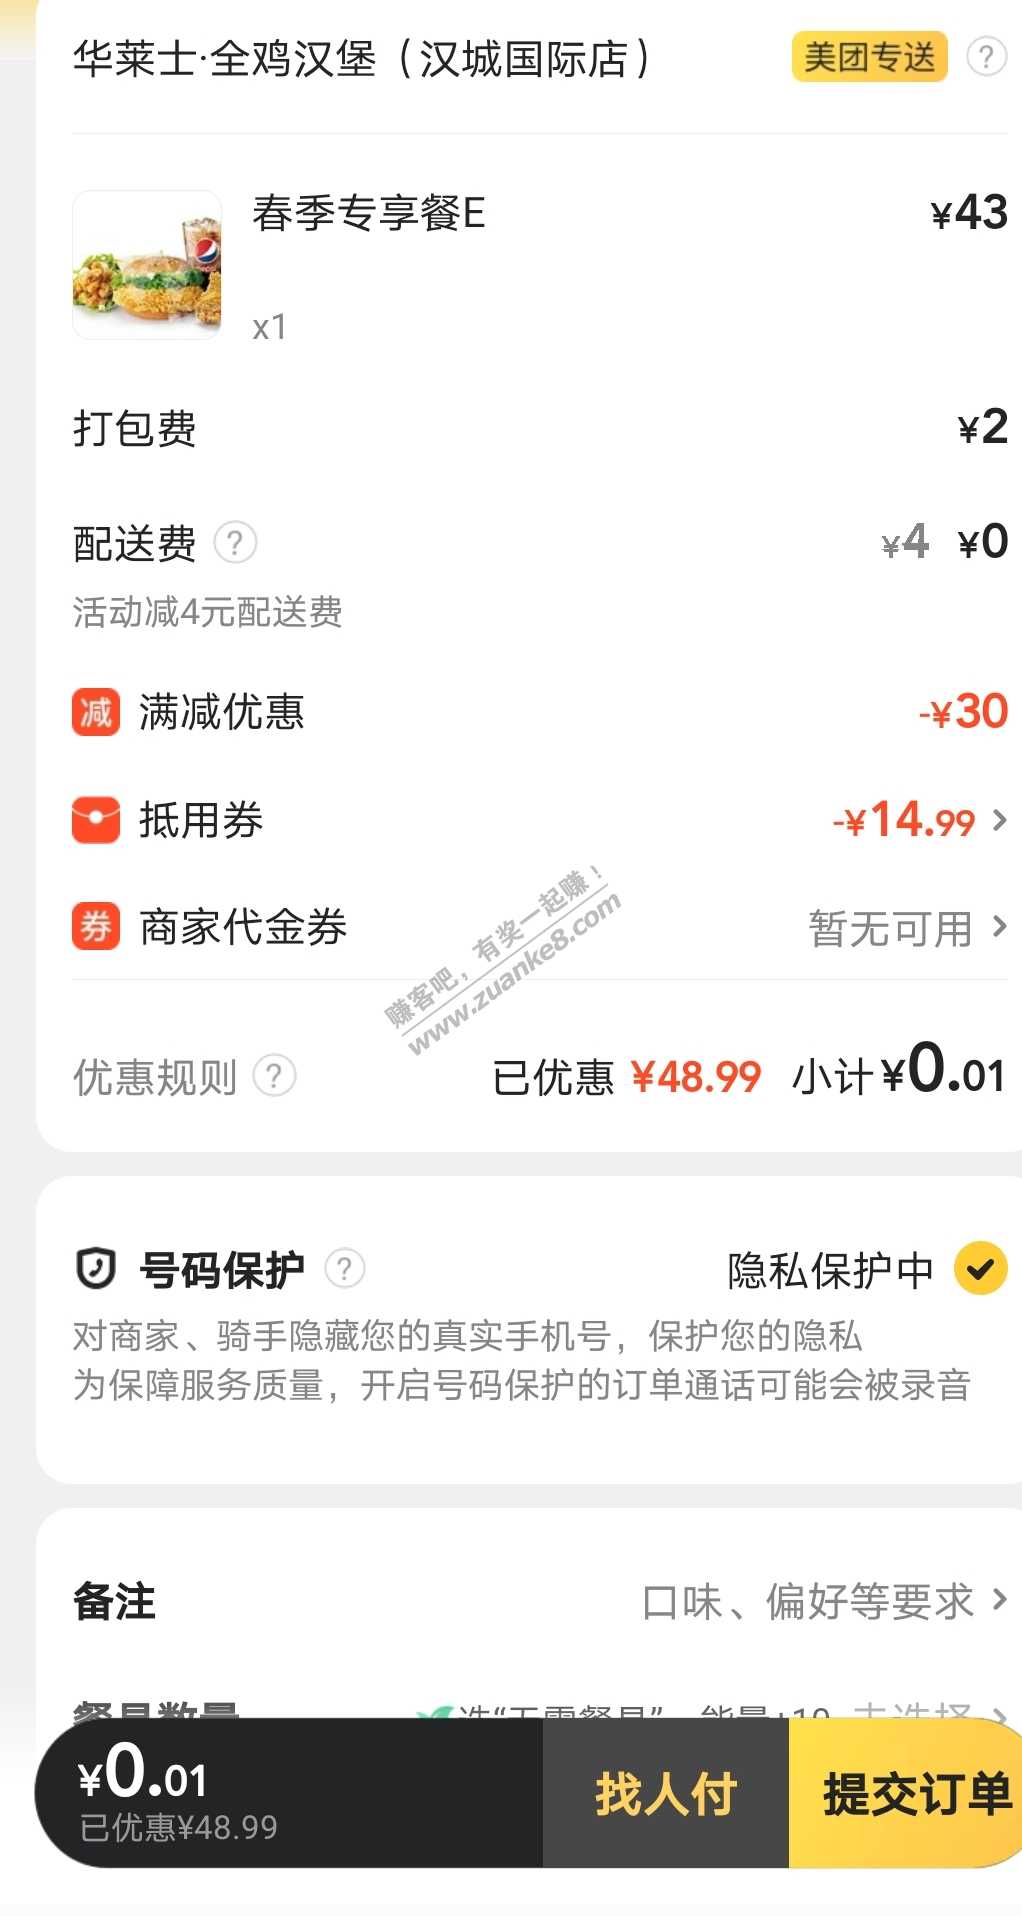 华莱士·全鸡汉堡（汉城国际店）
美团专送 ?
春季专享餐E ¥43
x1
打包费 ¥2
配送费 ? ¥4 ¥0
活动减4元配送费
减 满减优惠 -¥30
抵用券 -¥14.99 >
券 商家代金券 暂无可用 >
赚客吧，有奖一起赚！
www.zuanke8.com
优惠规则 ? 已优惠 ¥48.99 小计 ¥0.01
号码保护 ? 隐私保护中
对商家、骑手隐藏您的真实手机号，保护您的隐私
为保障服务质量，开启号码保护的订单通话可能会被录音
备注 口味、偏好等要求 >
餐具数量
¥0.01
已优惠¥48.99
找人付
提交订单